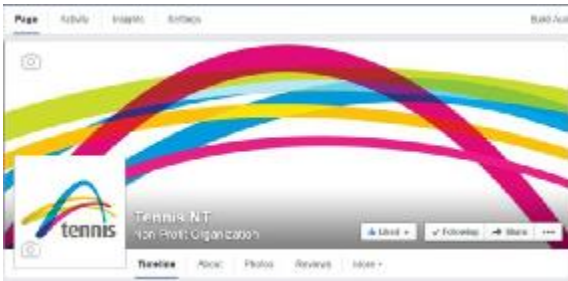 Page Activity Insights Settings
Build Aud
tennis
Tennis NT
Non-Profit Organization
Liked Following Share
Timeline About Photos Reviews More